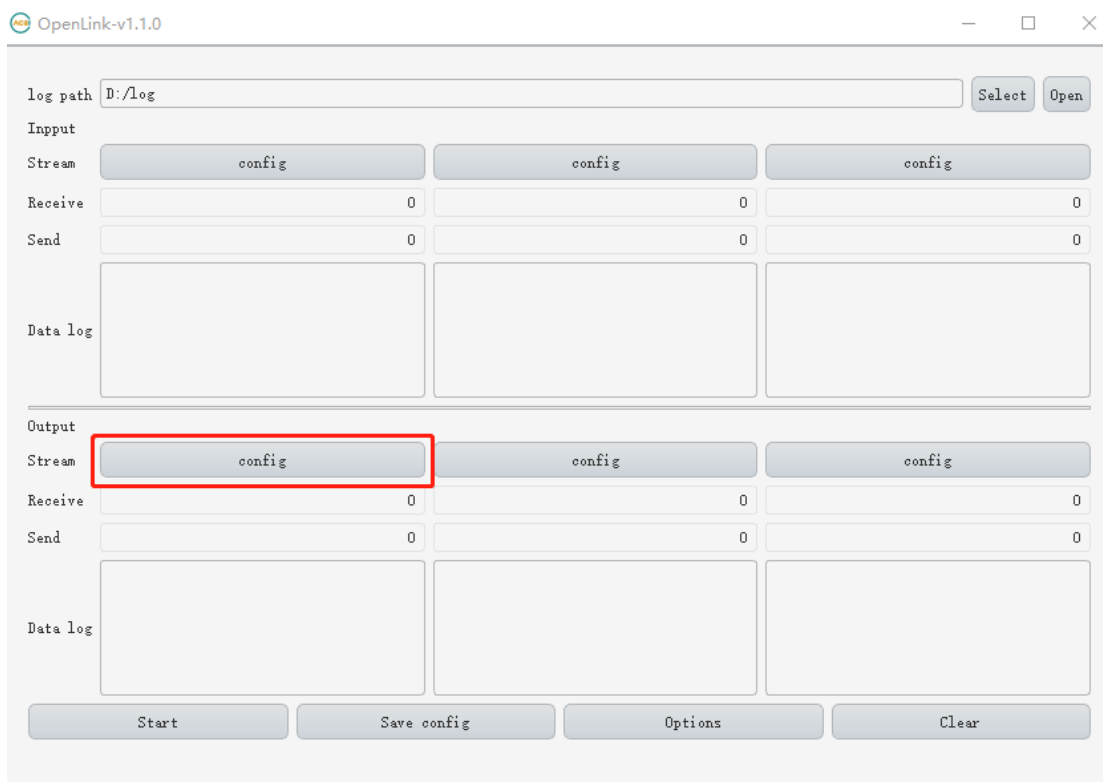 OpenLink-v1.1.0
log path D:/log Select Open
Inpput
Stream config config config
Receive 0 0 0
Send 0 0 0
Data log
Output
Stream config config config
Receive 0 0 0
Send 0 0 0
Data log
Start Save config Options Clear